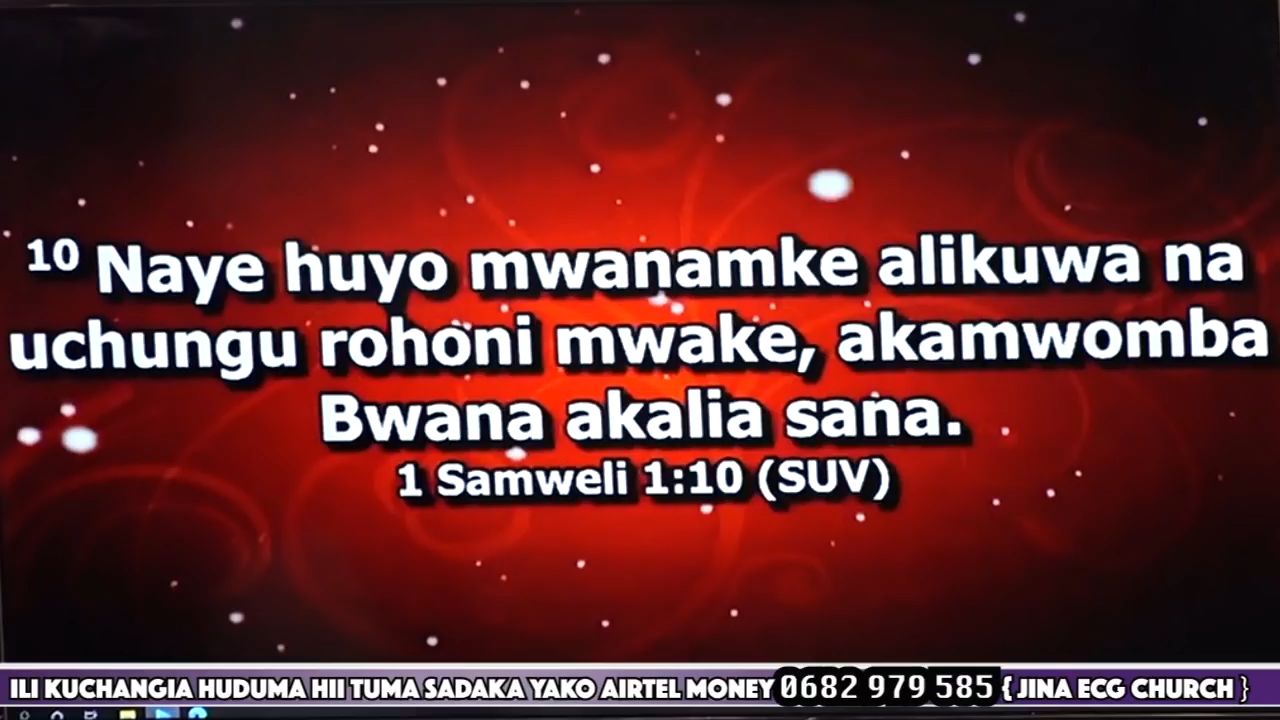 10 Naye huyo mwanamke alikuwa na
uchungu rohoni mwake, akamwomba
Bwana akalia sana.
1 Samweli 1:10 (SUV)
ILI KUCHANGIA HUDUMA HII TUMA SADAKA YAKO AIRTEL MONEY 0682 979 585 { JINA ECG CHURCH }